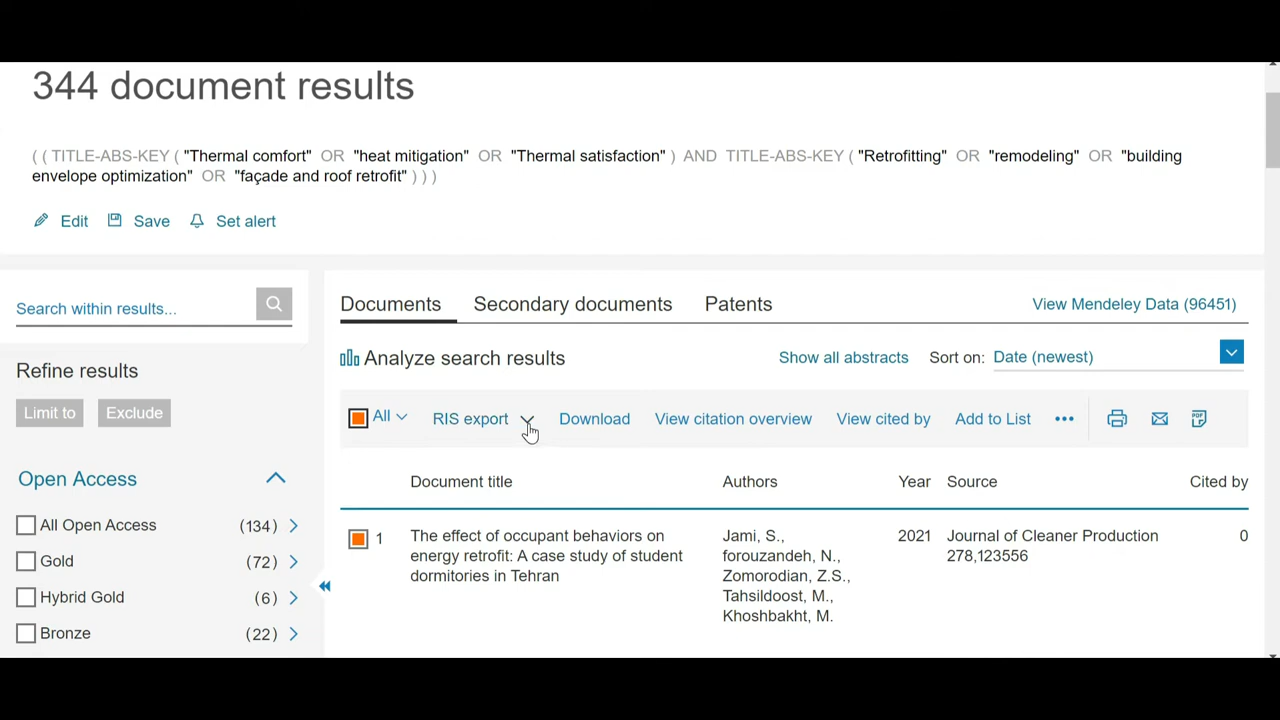 344 document results
( ( TITLE-ABS-KEY ( "Thermal comfort" OR "heat mitigation" OR "Thermal satisfaction" ) AND TITLE-ABS-KEY ( "Retrofitting" OR "remodeling" OR "building
envelope optimization" OR "façade and roof retrofit" ) ) )
Edit Save Set alert
Search within results...
Documents Secondary documents Patents View Mendeley Data (96451)
Refine results
Limit to Exclude
Analyze search results Show all abstracts Sort on: Date (newest)
All RIS export Download View citation overview View cited by Add to List ••• PDF
Open Access
All Open Access (134)
Gold (72)
Hybrid Gold (6)
Bronze (22)
Document title Authors Year Source Cited by
1 The effect of occupant behaviors on Jami, S., 2021 Journal of Cleaner Production 0
energy retrofit: A case study of student forouzandeh, N., 278,123556
dormitories in Tehran Zomorodian, Z.S.,
Tahsildoost, M.,
Khoshbakht, M.